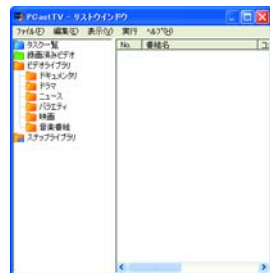 PCastTV - リストウインドウ
ファイル(F) 編集(E) 表示(V) 実行 ヘルプ(H)
タスク一覧
録画済みビデオ
ビデオライブラリ
ドキュメンタリ
ドラマ
ニュース
バラエティ
映画
音楽番組
スナップライブラリ
No. 番組名 ユ